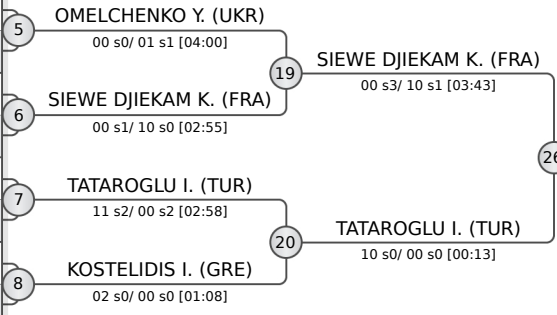 OMELCHENKO Y. (UKR)
5
00 s0/ 01 s1 [04:00]
SIEWE DJIEKAM K. (FRA)
19
00 s3/ 10 s1 [03:43]
SIEWE DJIEKAM K. (FRA)
6
00 s1/ 10 s0 [02:55]
26
TATAROGLU I. (TUR)
7
11 s2/ 00 s2 [02:58]
TATAROGLU I. (TUR)
20
10 s0/ 00 s0 [00:13]
KOSTELIDIS I. (GRE)
8
02 s0/ 00 s0 [01:08]